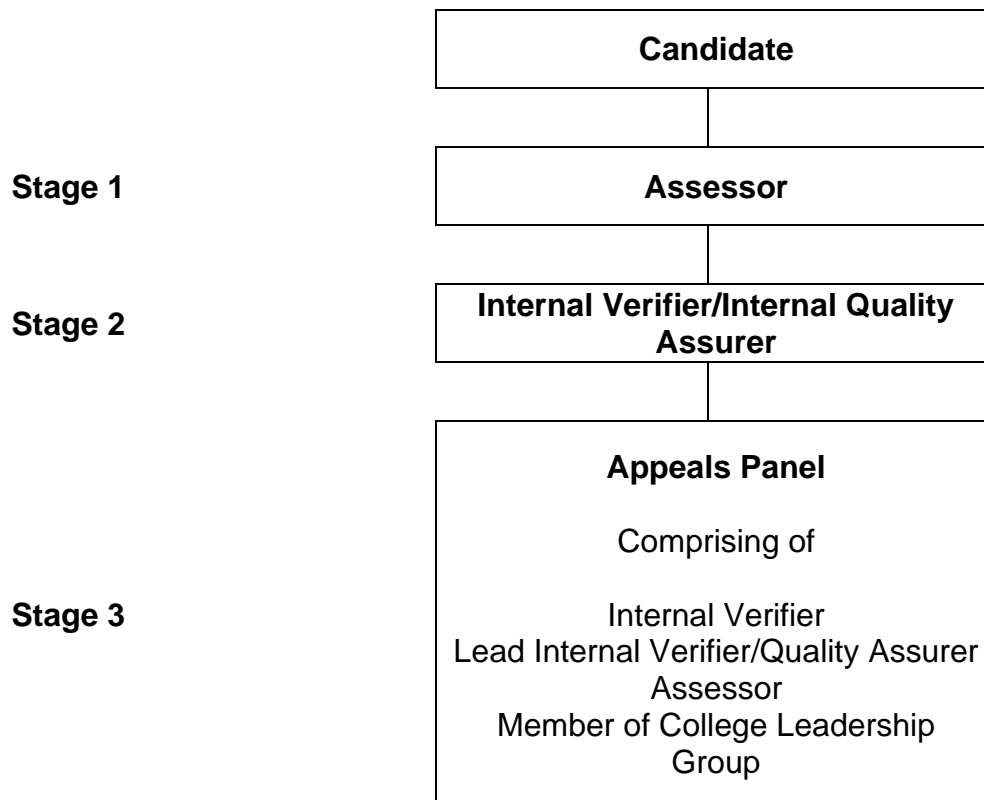 Candidate
Stage 1
Assessor
Stage 2
Internal Verifier/Internal Quality
Assurer
Appeals Panel
Comprising of
Stage 3
Internal Verifier
Lead Internal Verifier/Quality Assurer
Assessor
Member of College Leadership
Group